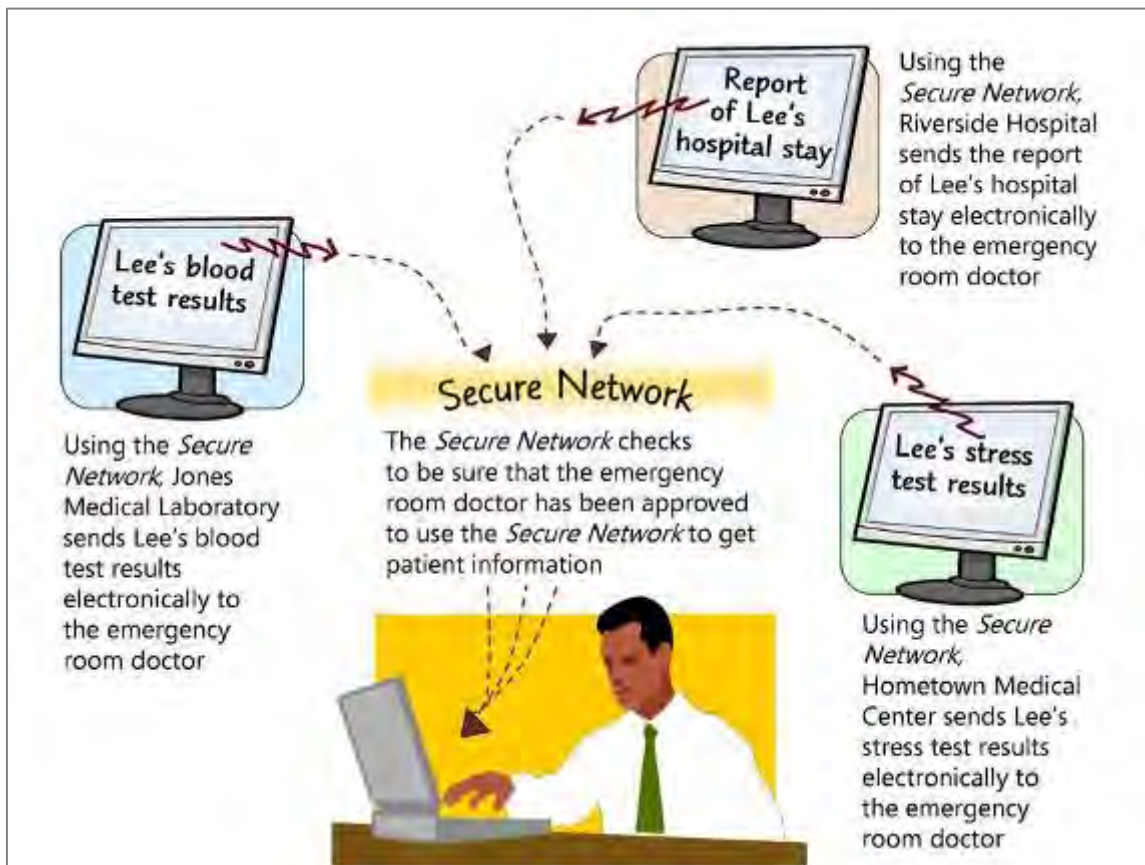 Report
of Lee's
hospital stay
Using the
Secure Network,
Riverside Hospital
sends the report
of Lee's hospital
stay electronically
to the emergency
room doctor
Lee's blood
test results
Using the Secure
Network, Jones
Medical Laboratory
sends Lee's blood
test results
electronically to
the emergency
room doctor
Secure Network
The Secure Network checks
to be sure that the emergency
room doctor has been approved
to use the Secure Network to get
patient information
Lee's stress
test results
Using the Secure
Network,
Hometown Medical
Center sends Lee's
stress test results
electronically to
the emergency
room doctor